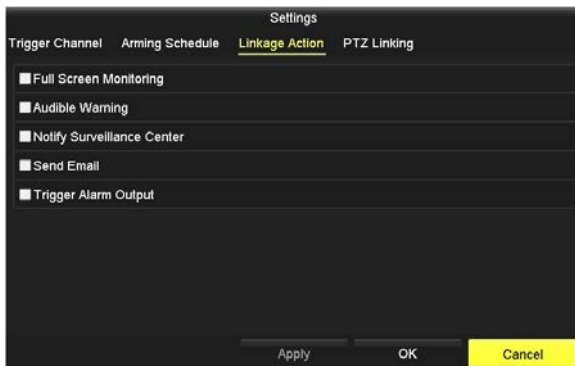 Settings
Trigger Channel Arming Schedule Linkage Action PTZ Linking
Full Screen Monitoring
Audible Warning
Notify Surveillance Center
Send Email
Trigger Alarm Output
Apply OK Cancel